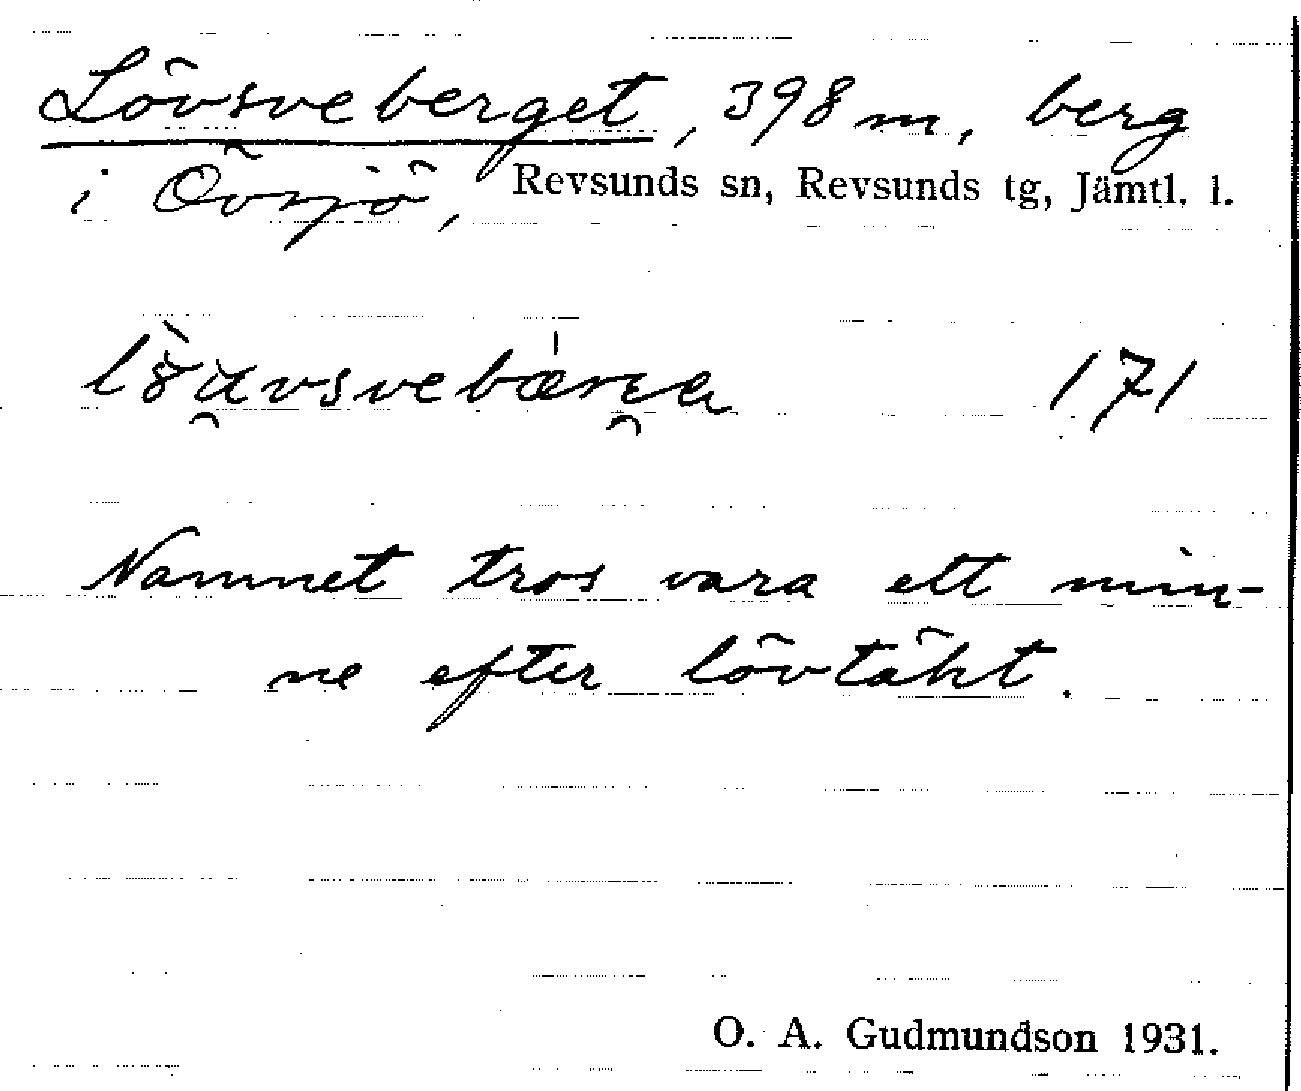 Lövsveberget, 398 m, berg
i Övsjö, Revsunds sn, Revsunds tg, Jämtl. l.
171
Namnet tros vara ett min-
ne efter lövtäkt.
O. A. Gudmundson 1931.